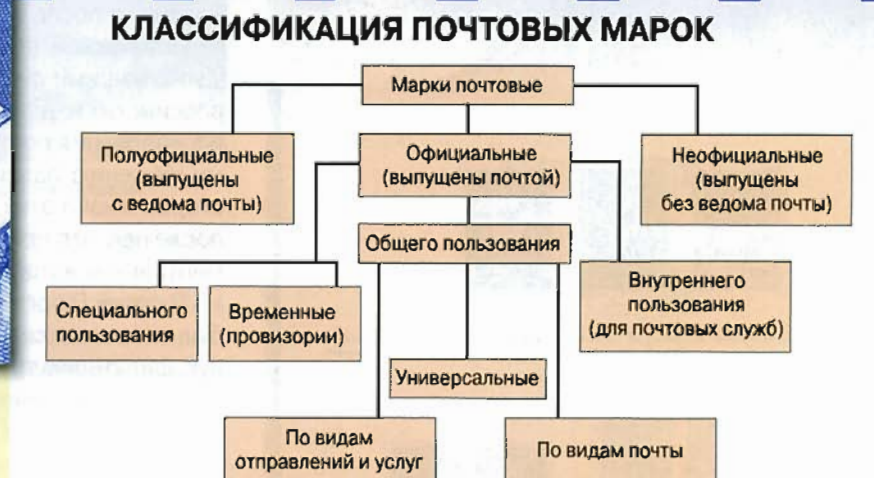 КЛАССИФИКАЦИЯ ПОЧТОВЫХ МАРОК
Марки почтовые
Полуофициальные
(выпущены
с ведома почты)
Официальные
(выпущены почтой)
Неофициальные
(выпущены
без ведома почты)
Общего пользования
Специального
пользования
Временные
(провизории)
Внутреннего
пользования
(для почтовых служб)
Универсальные
По видам
отправлений и услуг
По видам почты